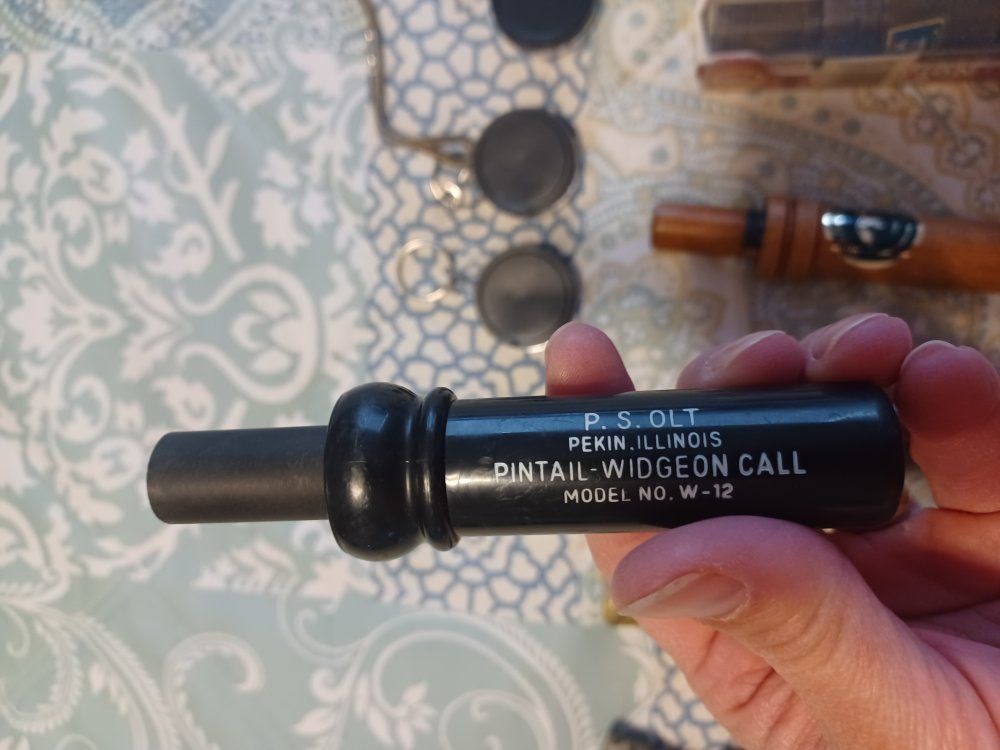 P. S. OLT
PEKIN, ILLINOIS
PINTAIL-WIDGEON CALL
MODEL NO. W-12